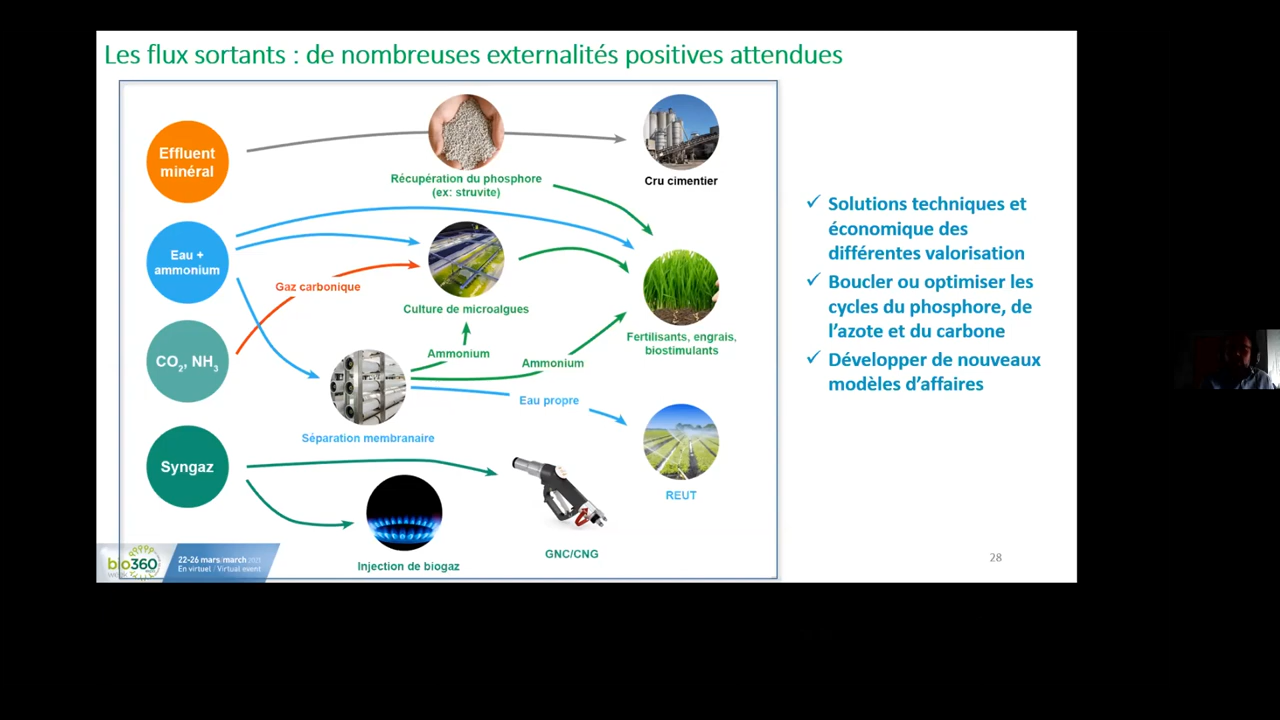 Les flux sortants : de nombreuses externalités positives attendues
Effluent
minéral
Récupération du phosphore
(ex: struvite)
Cru cimentier
Eau +
ammonium
Gaz carbonique
Culture de microalgues
Fertilisants, engrais,
biostimulants
CO2, NH3
Ammonium
Ammonium
Eau propre
Séparation membranaire
REUT
Syngaz
GNC/CNG
Injection de biogaz
Solutions techniques et
économique des
différentes valorisation
Boucler ou optimiser les
cycles du phosphore, de
l'azote et du carbone
Développer de nouveaux
modèles d'affaires
bio360
week
22-26 mars/march 2021
En virtuel / Virtual event
28